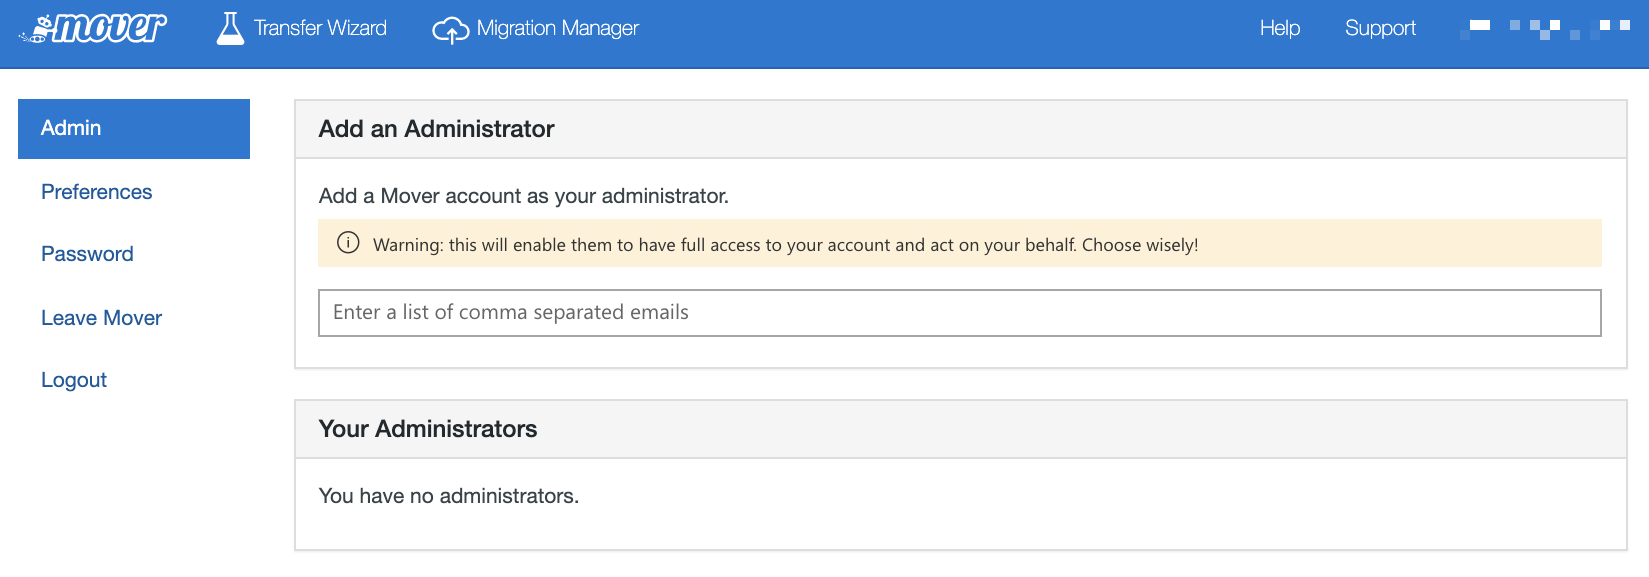 mover
Transfer Wizard
Migration Manager
Help
Support
Admin
Preferences
Password
Leave Mover
Logout
Add an Administrator
Add a Mover account as your administrator.
Warning: this will enable them to have full access to your account and act on your behalf. Choose wisely!
Enter a list of comma separated emails
Your Administrators
You have no administrators.